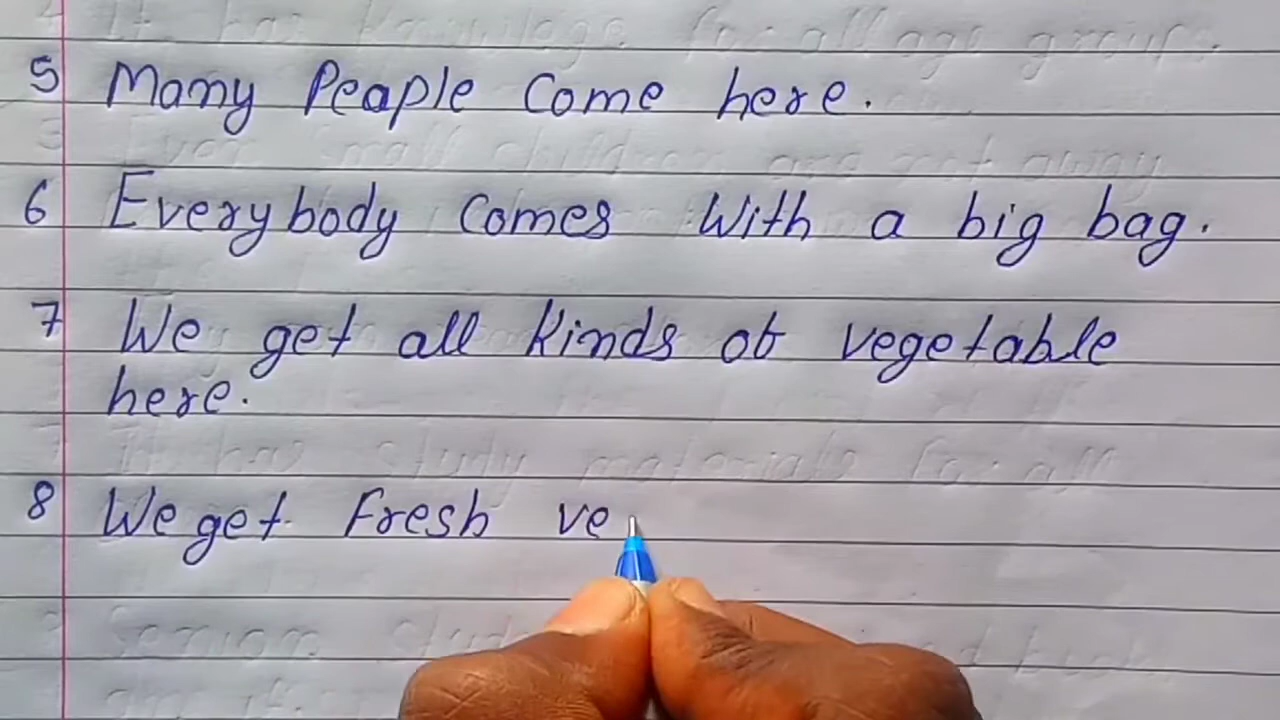 5 Many Peaple Come here.
6 Everybody Comes With a big bag.
7 We get all kinds of vegetable
here.
8 We get Fresh ve